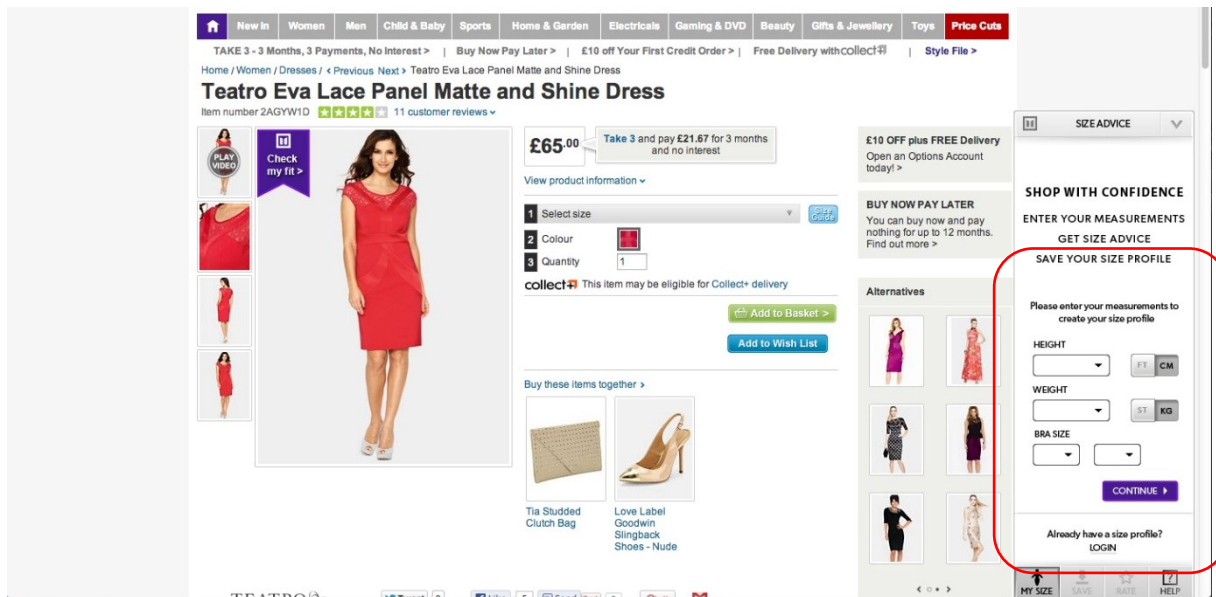 New In Women Men Child & Baby Sports Home & Garden Electricals Gaming & DVD Beauty Gifts & Jewellery Toys Price Cuts
TAKE 3 - 3 Months, 3 Payments, No Interest > | Buy Now Pay Later > | £10 off Your First Credit Order > | Free Delivery with collect+ | Style File >
Home / Women / Dresses / < Previous Next > Teatro Eva Lace Panel Matte and Shine Dress
Teatro Eva Lace Panel Matte and Shine Dress
Item number 2AGYW1D 11 customer reviews
PLAY
VIDEO
Check
my fit >
£65.00
Take 3 and pay £21.67 for 3 months
and no interest
View product information
1 Select size
Size
Guide
2 Colour
3 Quantity 1
collect+ This item may be eligible for Collect+ delivery
Add to Basket >
Add to Wish List
Buy these items together >
Tia Studded
Clutch Bag
Love Label
Goodwin
Slingback
Shoes - Nude
£10 OFF plus FREE Delivery
Open an Options Account
today! >
BUY NOW PAY LATER
You can buy now and pay
nothing for up to 12 months.
Find out more >
Alternatives
SIZE ADVICE
SHOP WITH CONFIDENCE
ENTER YOUR MEASUREMENTS
GET SIZE ADVICE
SAVE YOUR SIZE PROFILE
Please enter your measurements to
create your size profile
HEIGHT
FT CM
WEIGHT
ST KG
BRA SIZE
CONTINUE
Already have a size profile?
LOGIN
MY SIZE SAVE RATE HELP